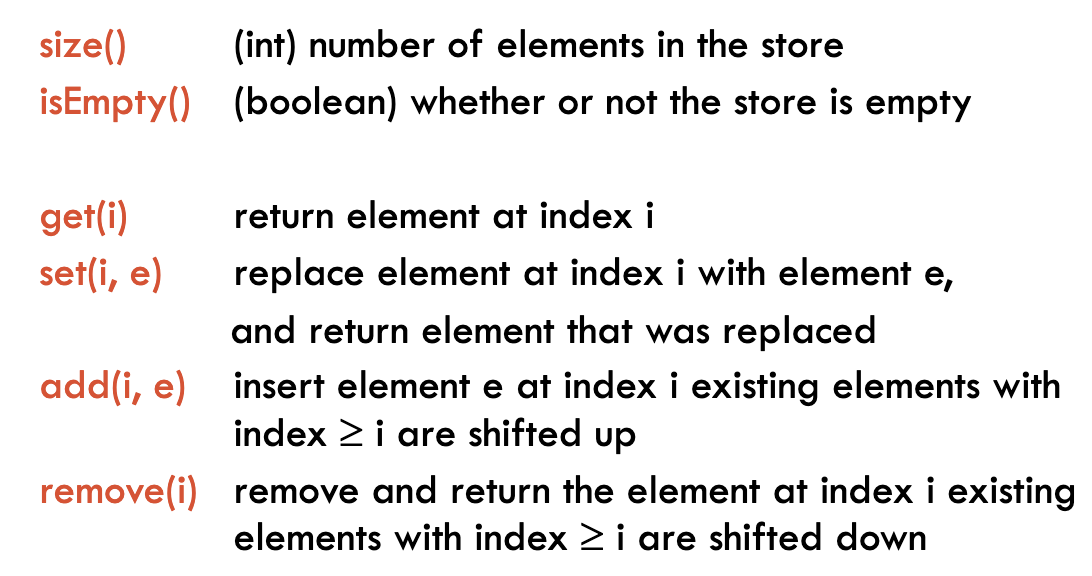 size() (int) number of elements in the store
isEmpty() (boolean) whether or not the store is empty
get(i) return element at index i
set(i, e) replace element at index i with element e,
and return element that was replaced
add(i, e) insert element e at index i existing elements with
index ≥ i are shifted up
remove(i) remove and return the element at index i existing
elements with index ≥ i are shifted down